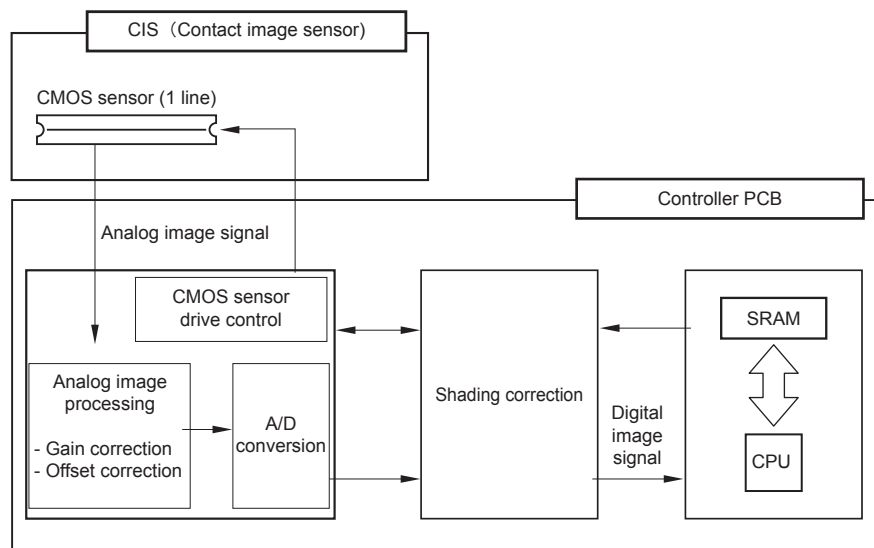 CIS（Contact image sensor)
CMOS sensor (1 line)
Controller PCB
Analog image signal
CMOS sensor
drive control
SRAM
Analog image
processing
- Gain correction
- Offset correction
A/D
conversion
Shading correction
Digital
image
signal
CPU